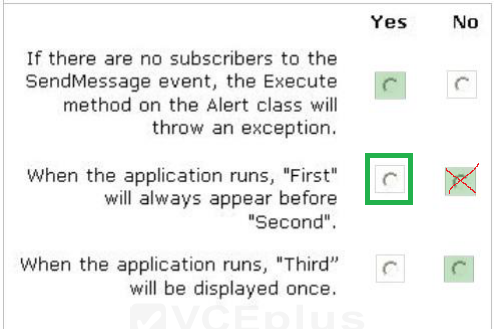 Yes No
If there are no subscribers to the
SendMessage event, the Execute
method on the Alert class will
throw an exception.
When the application runs, "First"
will always appear before
"Second".
When the application runs, "Third”
will be displayed once.
VCEplus